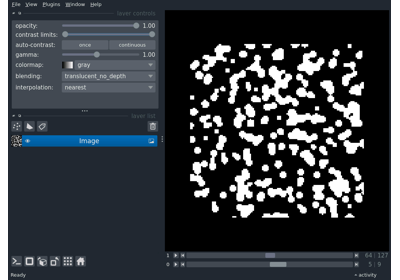 File View Plugins Window Help
layer controls
opacity: 1.00
contrast limits:
auto-contrast: once continuous
gamma: 1.00
colormap: gray
blending: translucent_no_depth
interpolation: nearest
layer list
Image
1 64 127
0 5 9
Ready
activity